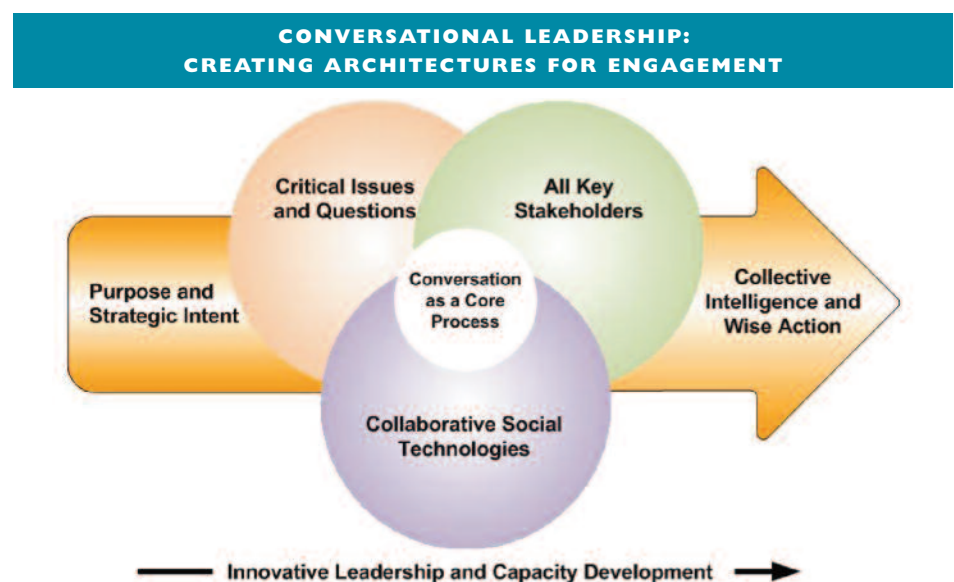 CONVERSATIONAL LEADERSHIP:
CREATING ARCHITECTURES FOR ENGAGEMENT
Critical Issues
and Questions
All Key
Stakeholders
Purpose and
Strategic Intent
Conversation
as a Core
Process
Collective
Intelligence and
Wise Action
Collaborative Social
Technologies
Innovative Leadership and Capacity Development